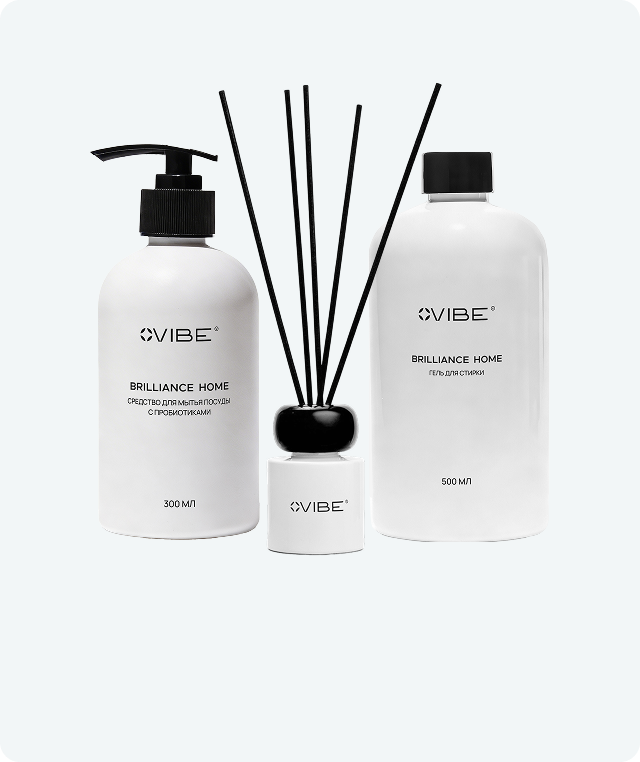 VIBE®
BRILLIANCE HOME
СРЕДСТВО ДЛЯ МЫТЬЯ ПОСУДЫ
С ПРОБИОТИКАМИ
300 МЛ
VIBE®
VIBE®
BRILLIANCE HOME
ГЕЛЬ ДЛЯ СТИРКИ
500 МЛ